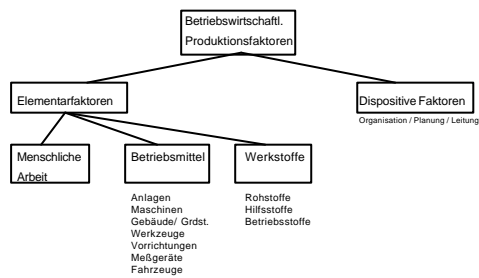 Betriebswirtschaftl.
Produktionsfaktoren
Elementarfaktoren
Dispositive Faktoren
Organisation / Planung / Leitung
Menschliche
Arbeit
Betriebsmittel
Werkstoffe
Anlagen
Maschinen
Gebäude/ Grdst.
Werkzeuge
Vorrichtungen
Meßgeräte
Fahrzeuge
Rohstoffe
Hilfsstoffe
Betriebsstoffe